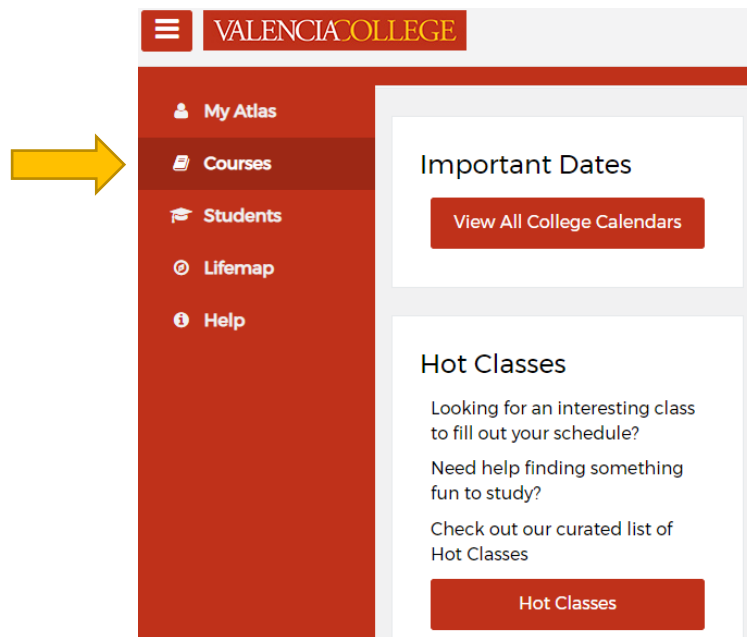 VALENCIACOLLEGE
My Atlas
Courses
Students
Lifemap
Help
Important Dates
View All College Calendars
Hot Classes
Looking for an interesting class
to fill out your schedule?
Need help finding something
fun to study?
Check out our curated list of
Hot Classes
Hot Classes